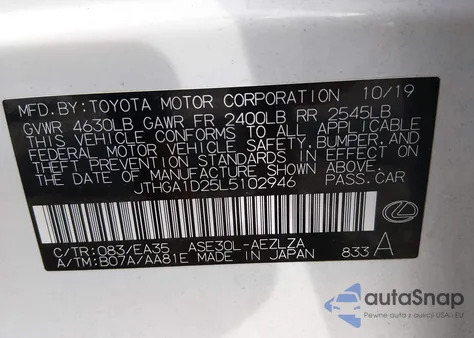 MFD.BY:TOYOTA MOTOR CORPORATION 10/19
GVWR 4630LB GAWR FR 2400LB RR 2545LB
THIS VEHICLE CONFORMS TO ALL APPLICABLE
FEDERAL MOTOR VEHICLE SAFETY,BUMPER,AND
THEFT PREVENTION STANDARDS IN EFFECT ON
THE DATE OF MANUFACTURE SHOWN ABOVE.
JTHGA1D25L5102946 PASS.CAR
C/TR:083/EA35 ASE30L-AEZLZA
A/TM:B07A/AA81E MADE IN JAPAN 833 A
autoSnap
Pewne auta z aukcji USA i EU